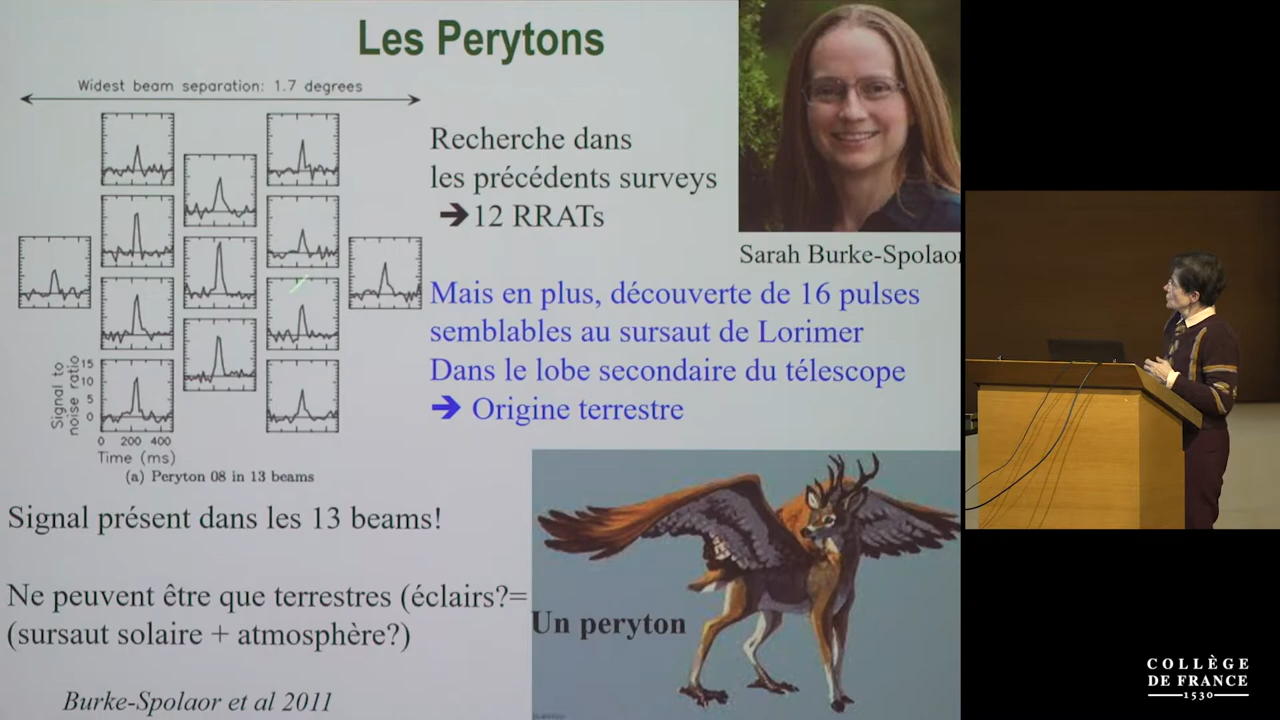 Les Perytons
Widest beam separation: 1.7 degrees
Recherche dans
les précédents surveys
➔12 RRATs
Sarah Burke-Spolaor
Mais en plus, découverte de 16 pulses
semblables au sursaut de Lorimer
Dans le lobe secondaire du télescope
➔ Origine terrestre
Signal to
noise ratio
15
10
5
0
0 200 400
Time (ms)
(a) Peryton 08 in 13 beams
Signal présent dans les 13 beams!
Ne peuvent être que terrestres (éclairs?=
(sursaut solaire + atmosphère?)
Un peryton
Burke-Spolaor et al 2011
COLLÈGE
DE FRANCE
1530